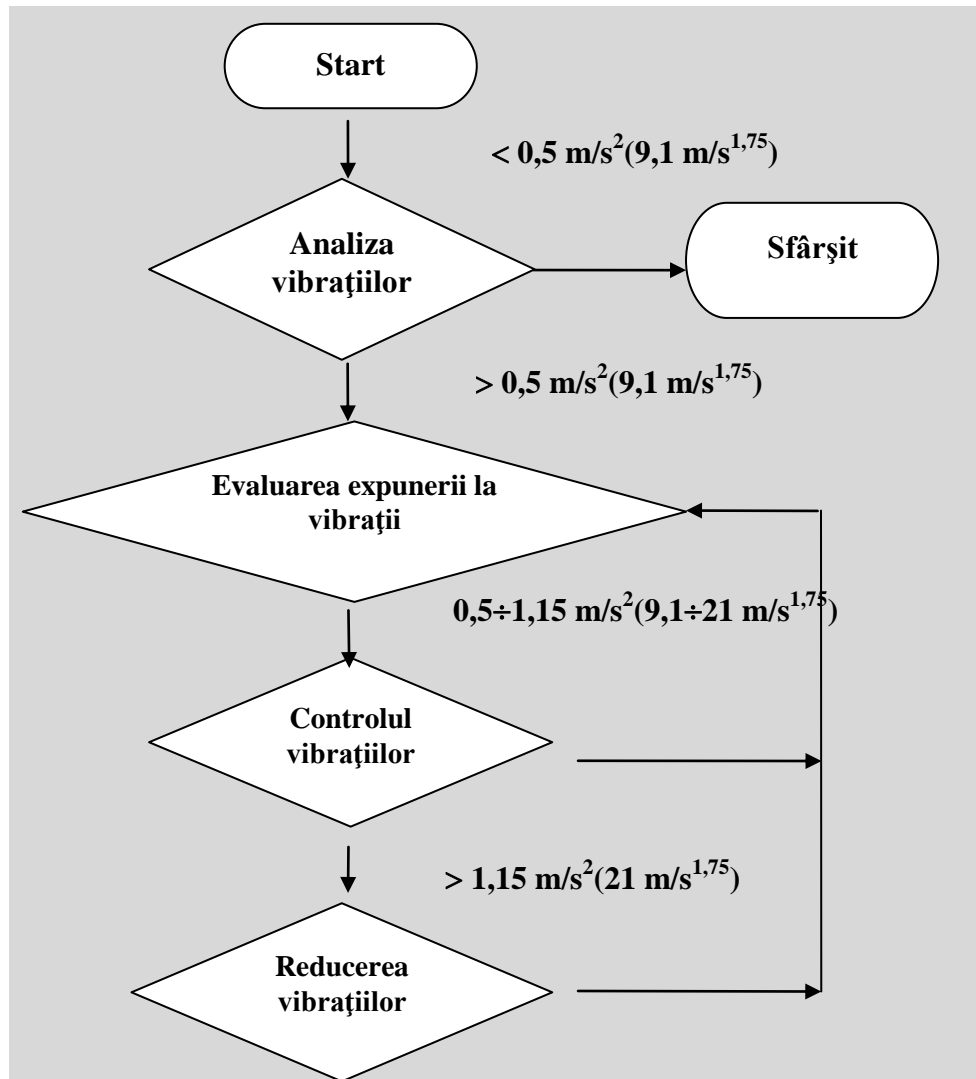 Start
< 0,5 m/s²(9,1 m/s¹,⁷⁵)
Analiza
vibraţiilor
Sfârşit
> 0,5 m/s²(9,1 m/s¹,⁷⁵)
Evaluarea expunerii la
vibraţii
0,5÷1,15 m/s²(9,1÷21 m/s¹,⁷⁵)
Controlul
vibraţiilor
> 1,15 m/s²(21 m/s¹,⁷⁵)
Reducerea
vibraţiilor